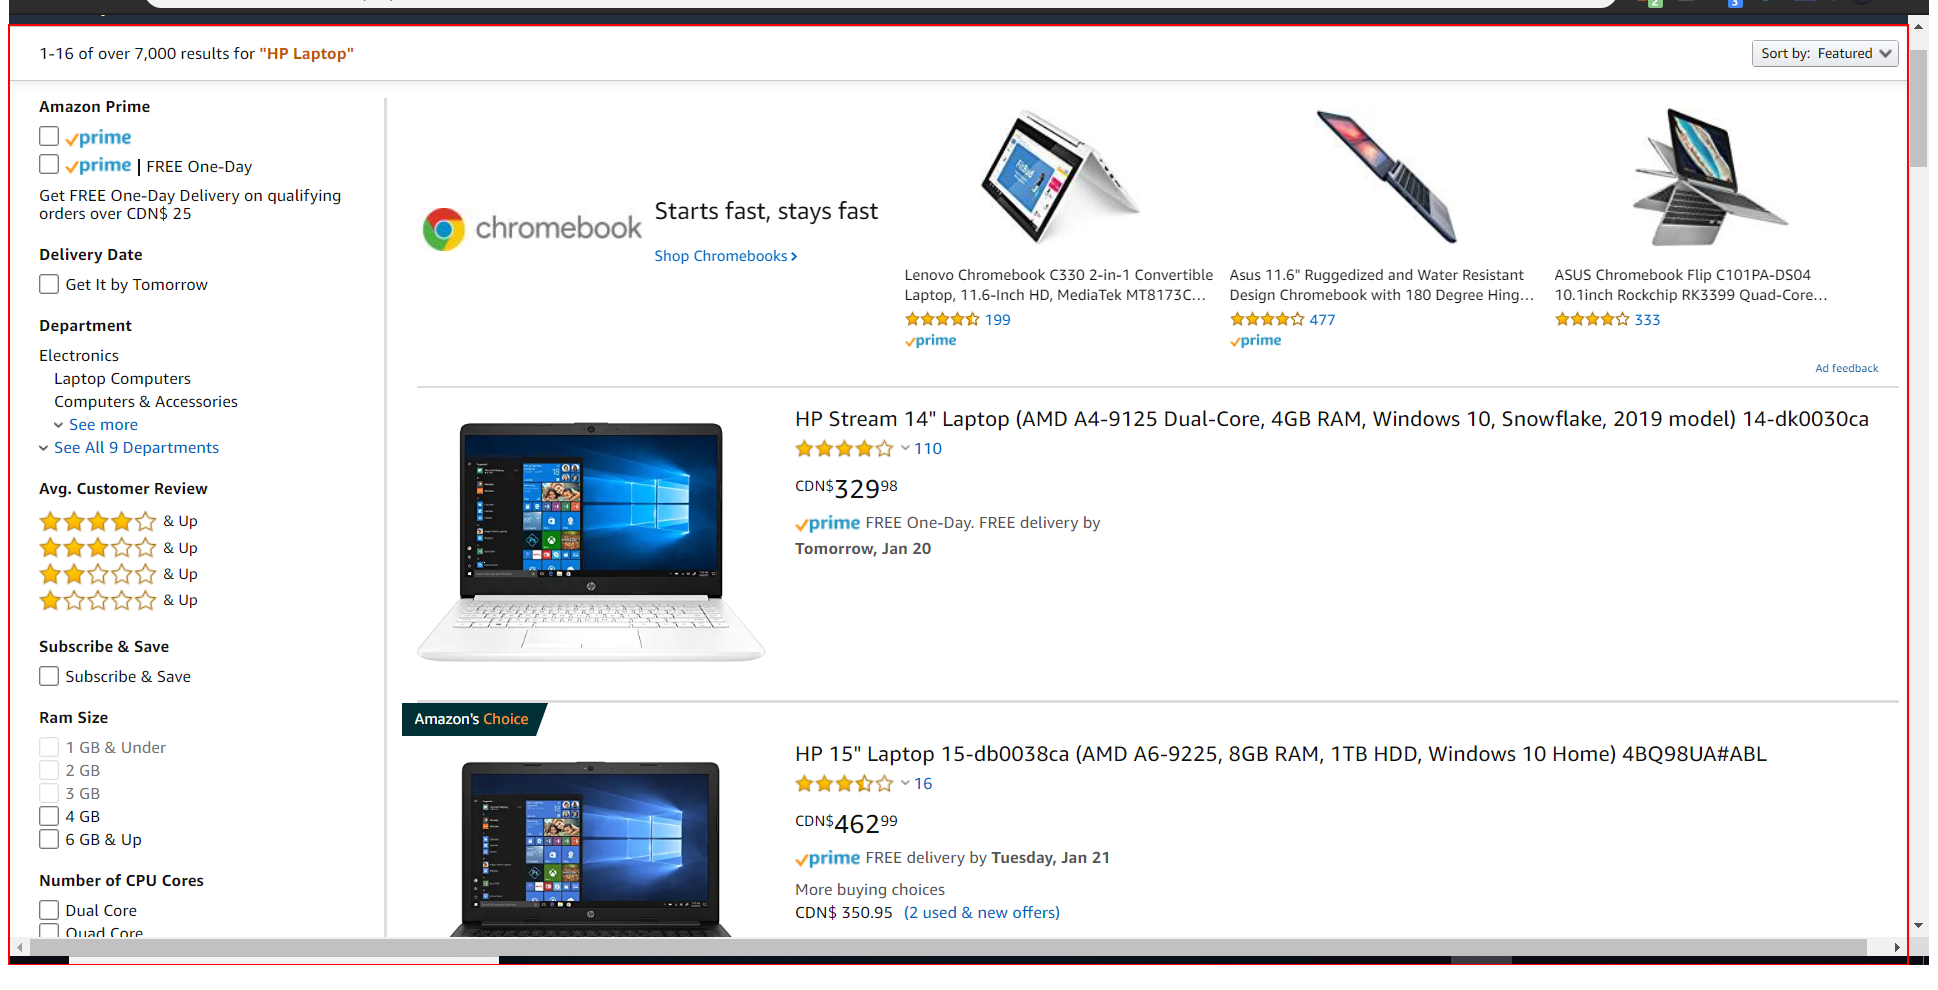 1-16 of over 7,000 results for "HP Laptop"
Sort by: Featured
Amazon Prime
prime
prime | FREE One-Day
Get FREE One-Day Delivery on qualifying
orders over CDN$ 25
Delivery Date
Get It by Tomorrow
Department
Electronics
Laptop Computers
Computers & Accessories
See more
See All 9 Departments
Avg. Customer Review
& Up
& Up
& Up
& Up
Subscribe & Save
Subscribe & Save
Ram Size
1 GB & Under
2 GB
3 GB
4 GB
6 GB & Up
Number of CPU Cores
Dual Core
Quad Core
chromebook
Starts fast, stays fast
Shop Chromebooks
Lenovo Chromebook C330 2-in-1 Convertible
Laptop, 11.6-Inch HD, MediaTek MT8173C...
199
prime
Asus 11.6" Ruggedized and Water Resistant
Design Chromebook with 180 Degree Hing...
477
prime
ASUS Chromebook Flip C101PA-DS04
10.1inch Rockchip RK3399 Quad-Core...
333
Ad feedback
HP Stream 14" Laptop (AMD A4-9125 Dual-Core, 4GB RAM, Windows 10, Snowflake, 2019 model) 14-dk0030ca
110
CDN$ 329 98
prime FREE One-Day. FREE delivery by
Tomorrow, Jan 20
Amazon's Choice
HP 15" Laptop 15-db0038ca (AMD A6-9225, 8GB RAM, 1TB HDD, Windows 10 Home) 4BQ98UA#ABL
16
CDN$ 462 99
prime FREE delivery by Tuesday, Jan 21
More buying choices
CDN$ 350.95 (2 used & new offers)